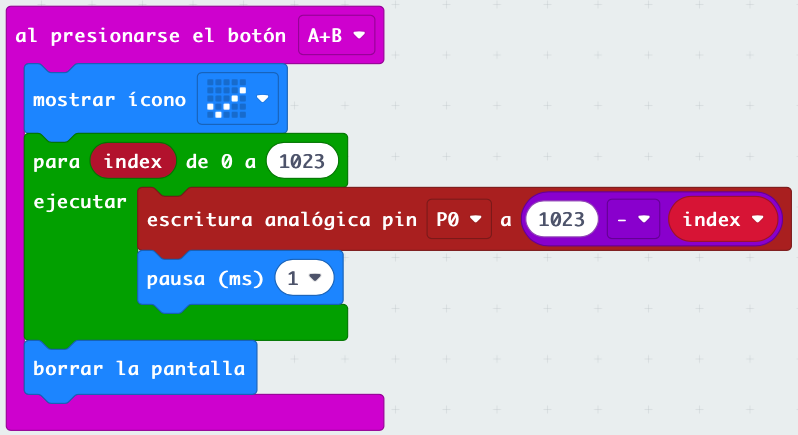 al presionarse el botón A+B
mostrar ícono
para index de 0 a 1023
ejecutar
escritura analógica pin P0 a 1023 - index
pausa (ms) 1
borrar la pantalla